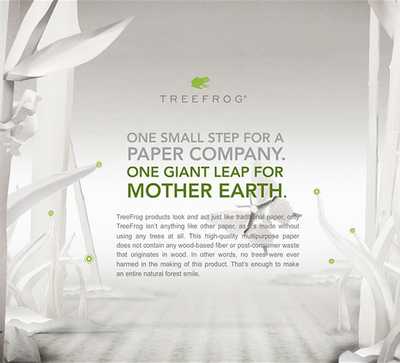 TREEFROG®
ONE SMALL STEP FOR A
PAPER COMPANY.
ONE GIANT LEAP FOR
MOTHER EARTH.
TreeFrog products look and act just like traditional paper, only
TreeFrog isn't anything like other paper, as it's made without
using any trees at all. This high-quality multipurpose paper
does not contain any wood-based fiber or post-consumer waste
that originates in wood. In other words, no trees were ever
harmed in the making of this product. That's enough to make
an entire natural forest smile.